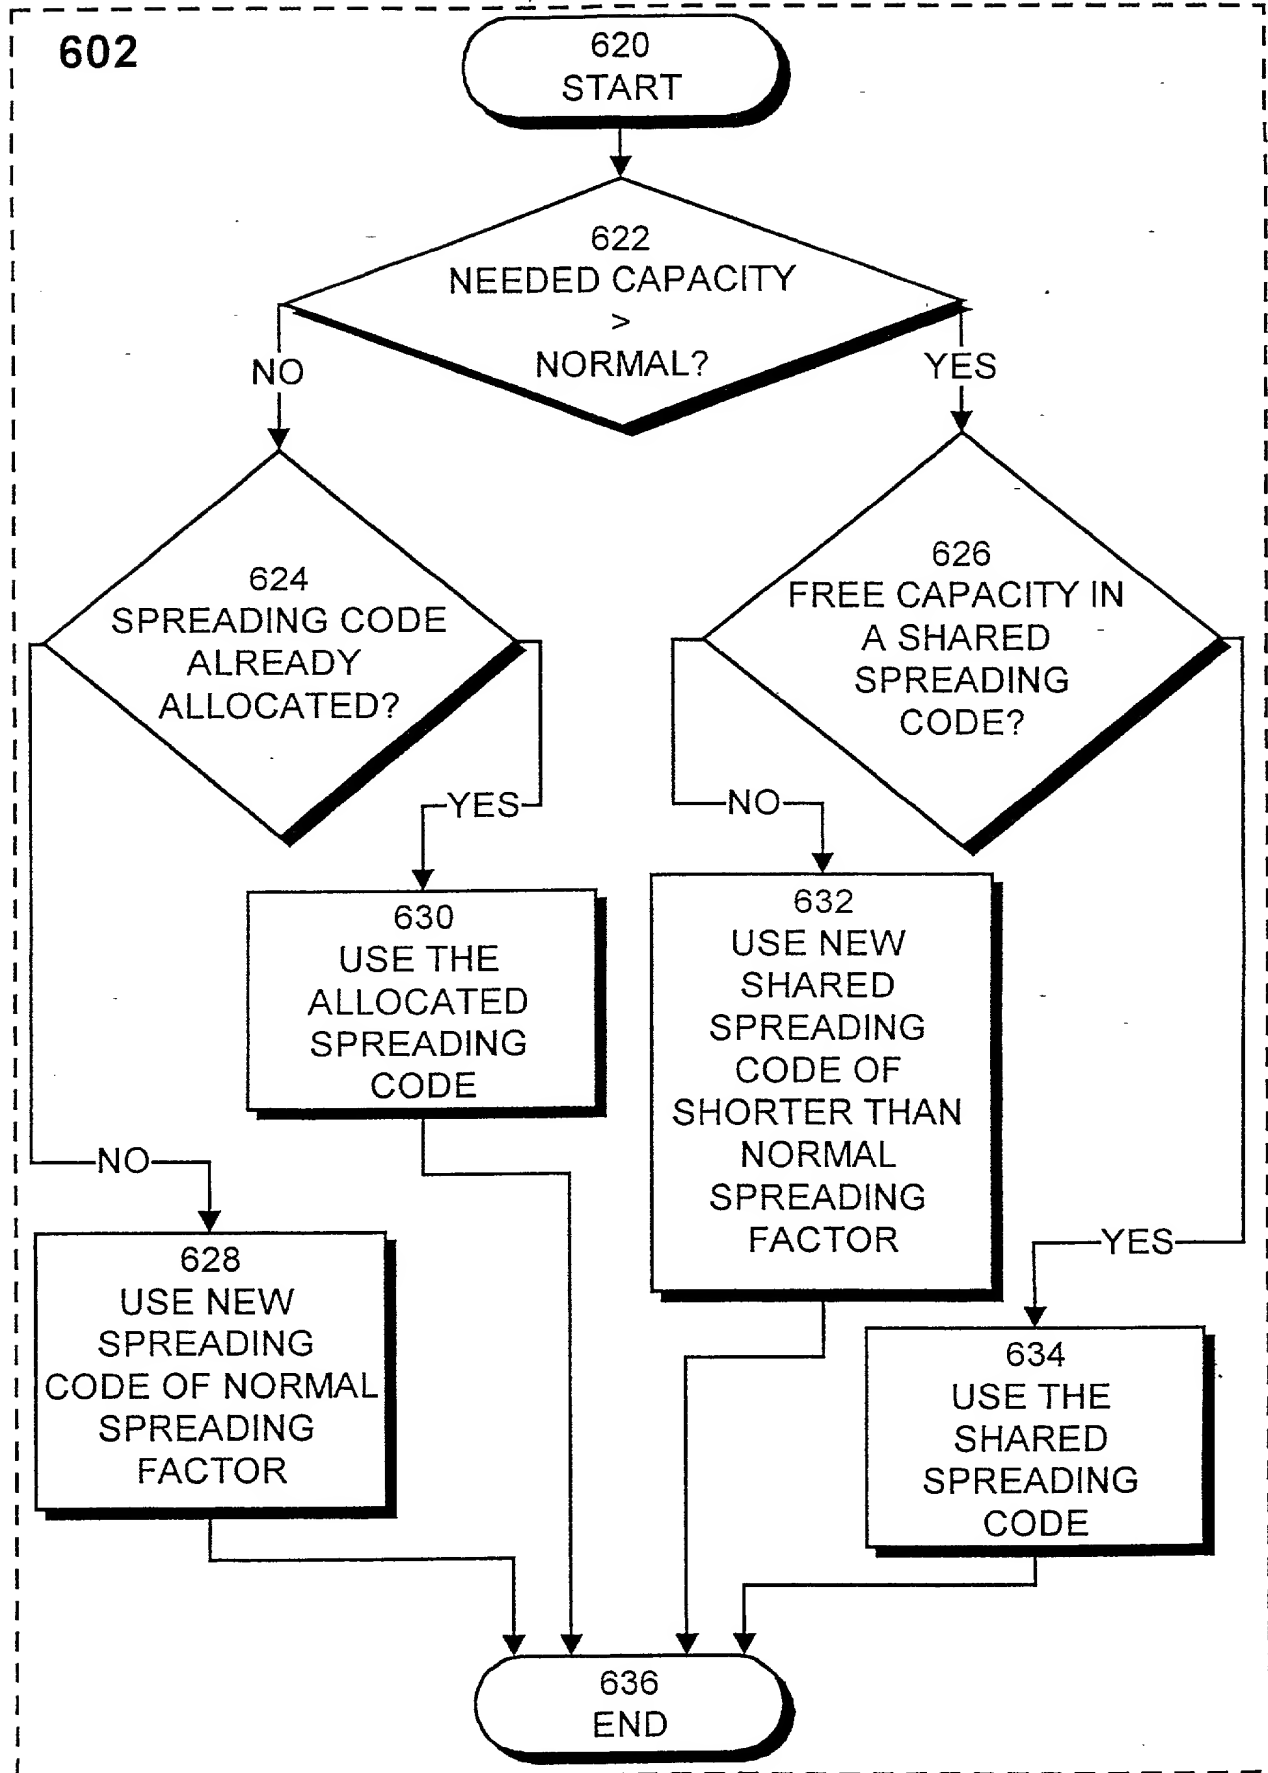 602
620
START
622
NEEDED CAPACITY
>
NORMAL?
NO
YES
624
SPREADING CODE
ALREADY
ALLOCATED?
626
FREE CAPACITY IN
A SHARED
SPREADING
CODE?
YES
NO
630
USE THE
ALLOCATED
SPREADING
CODE
632
USE NEW
SHARED
SPREADING
CODE OF
SHORTER THAN
NORMAL
SPREADING
FACTOR
NO
YES
628
USE NEW
SPREADING
CODE OF NORMAL
SPREADING
FACTOR
634
USE THE
SHARED
SPREADING
CODE
636
END